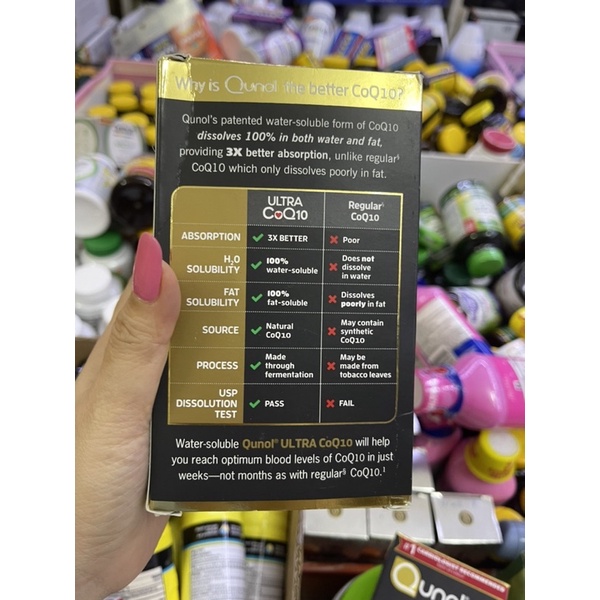 Why is Qunol the better CoQ10?
Qunol's patented water-soluble form of CoQ10
dissolves 100% in both water and fat,
providing 3X better absorption, unlike regular§
CoQ10 which only dissolves poorly in fat.
ULTRA
CoQ10
Regular§
CoQ10
ABSORPTION
3X BETTER
Poor
H2O
SOLUBILITY
100%
water-soluble
Does not
dissolve
in water
FAT
SOLUBILITY
100%
fat-soluble
Dissolves
poorly in fat
SOURCE
Natural
CoQ10
May contain
synthetic
CoQ10
PROCESS
Made
through
fermentation
May be
made from
tobacco leaves
USP
DISSOLUTION
TEST
PASS
FAIL
Water-soluble Qunol® ULTRA CoQ10 will help
you reach optimum blood levels of CoQ10 in just
weeks—not months as with regular§ CoQ10.1
#1 CARDIOLOGIST RECOMMENDED
Qunol